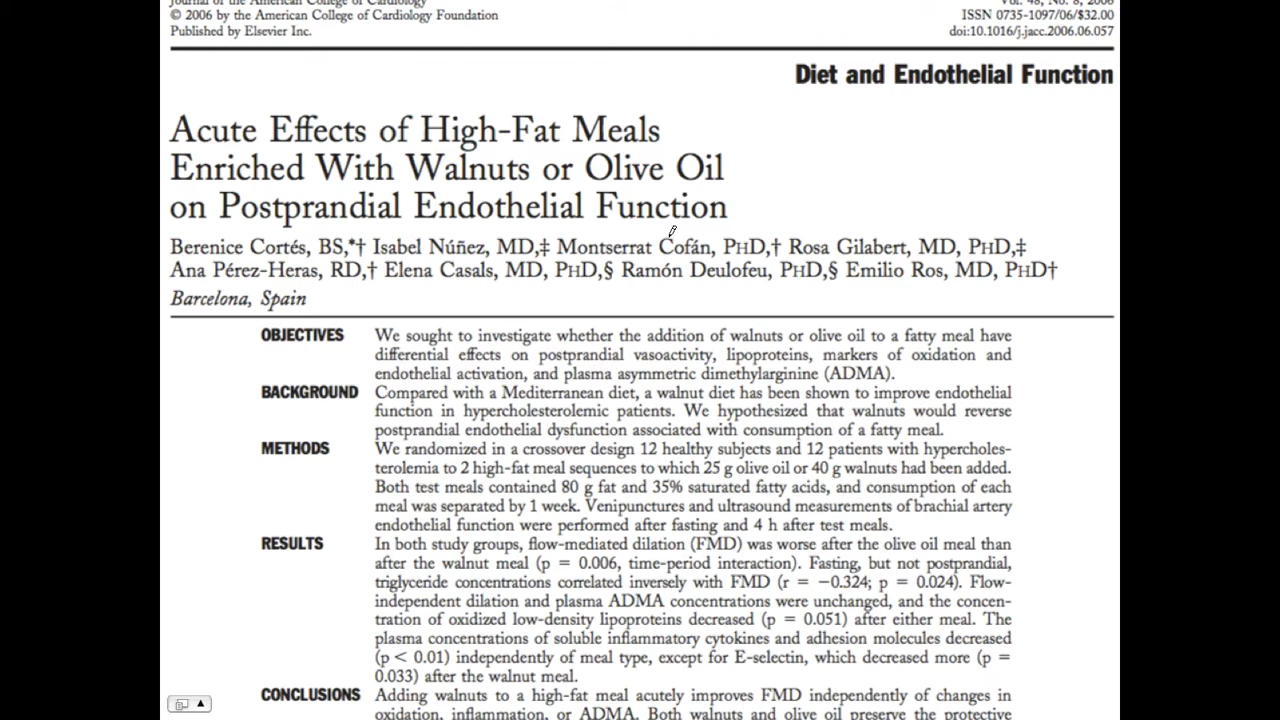 Journal of the American College of Cardiology
© 2006 by the American College of Cardiology Foundation
Published by Elsevier Inc.
Vol. 48, No. 8, 2006
ISSN 0735-1097/06/$32.00
doi:10.1016/j.jacc.2006.06.057
Diet and Endothelial Function
Acute Effects of High-Fat Meals
Enriched With Walnuts or Olive Oil
on Postprandial Endothelial Function
Berenice Cortés, BS,*† Isabel Núñez, MD,‡ Montserrat Cofán, PHD,† Rosa Gilabert, MD, PHD,‡
Ana Pérez-Heras, RD,† Elena Casals, MD, PHD,§ Ramón Deulofeu, PHD,§ Emilio Ros, MD, PHD†
Barcelona, Spain
OBJECTIVES We sought to investigate whether the addition of walnuts or olive oil to a fatty meal have
differential effects on postprandial vasoactivity, lipoproteins, markers of oxidation and
endothelial activation, and plasma asymmetric dimethylarginine (ADMA).
BACKGROUND Compared with a Mediterranean diet, a walnut diet has been shown to improve endothelial
function in hypercholesterolemic patients. We hypothesized that walnuts would reverse
postprandial endothelial dysfunction associated with consumption of a fatty meal.
METHODS We randomized in a crossover design 12 healthy subjects and 12 patients with hypercholes-
terolemia to 2 high-fat meal sequences to which 25 g olive oil or 40 g walnuts had been added.
Both test meals contained 80 g fat and 35% saturated fatty acids, and consumption of each
meal was separated by 1 week. Venipunctures and ultrasound measurements of brachial artery
endothelial function were performed after fasting and 4 h after test meals.
RESULTS In both study groups, flow-mediated dilation (FMD) was worse after the olive oil meal than
after the walnut meal (p = 0.006, time-period interaction). Fasting, but not postprandial,
triglyceride concentrations correlated inversely with FMD (r = −0.324; p = 0.024). Flow-
independent dilation and plasma ADMA concentrations were unchanged, and the concen-
tration of oxidized low-density lipoproteins decreased (p = 0.051) after either meal. The
plasma concentrations of soluble inflammatory cytokines and adhesion molecules decreased
(p < 0.01) independently of meal type, except for E-selectin, which decreased more (p =
0.033) after the walnut meal.
CONCLUSIONS Adding walnuts to a high-fat meal acutely improves FMD independently of changes in
oxidation, inflammation, or ADMA. Both walnuts and olive oil preserve the protective